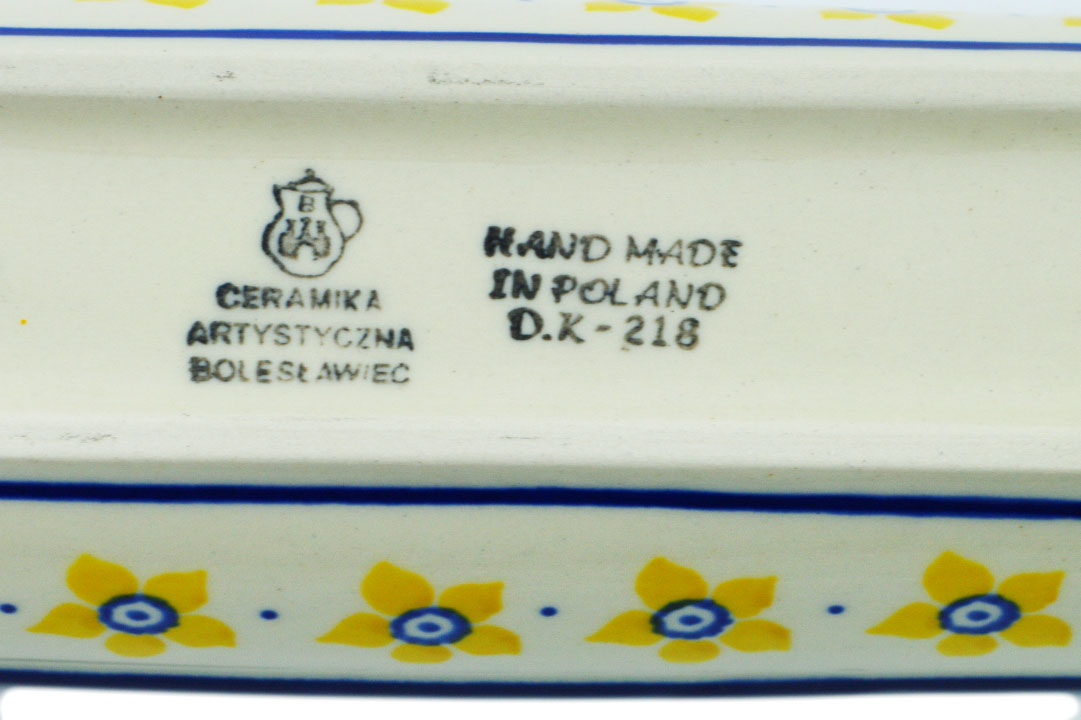 B
CERAMIKA
ARTYSTYCZNA
BOLESŁAWIEC
HAND MADE
IN POLAND
D.K-218